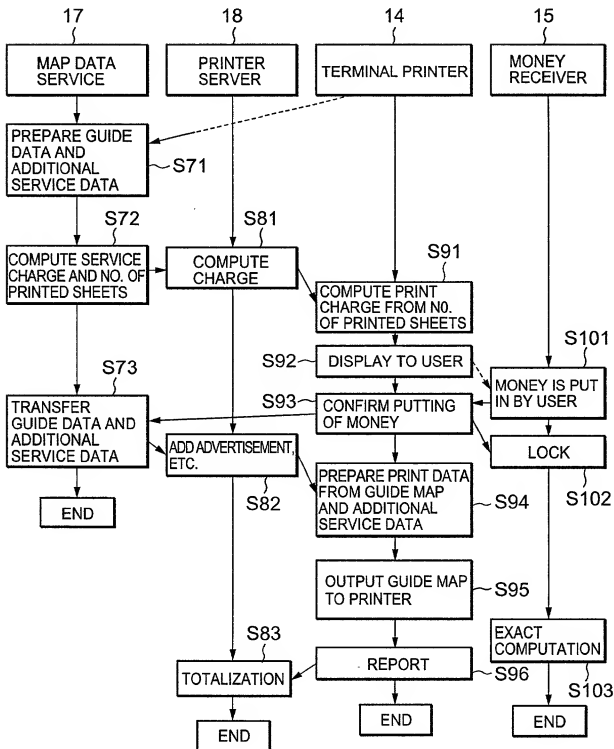 17
18
14
15
MAP DATA
SERVICE
PRINTER
SERVER
TERMINAL PRINTER
MONEY
RECEIVER
PREPARE GUIDE
DATA AND
ADDITIONAL
SERVICE DATA
S71
S72
S81
COMPUTE SERVICE
CHARGE AND NO. OF
PRINTED SHEETS
COMPUTE
CHARGE
S91
COMPUTE PRINT
CHARGE FROM N0.
OF PRINTED SHEETS
S92
DISPLAY TO USER
S101
MONEY IS PUT
IN BY USER
S73
S93
TRANSFER
GUIDE DATA AND
ADDITIONAL
SERVICE DATA
CONFIRM PUTTING
OF MONEY
LOCK
S102
ADD ADVERTISEMENT,
ETC.
S82
PREPARE PRINT DATA
FROM GUIDE MAP
AND ADDITIONAL
SERVICE DATA
S94
END
OUTPUT GUIDE MAP
TO PRINTER
S95
EXACT
COMPUTATION
S103
S83
TOTALIZATION
REPORT
S96
END
END
END